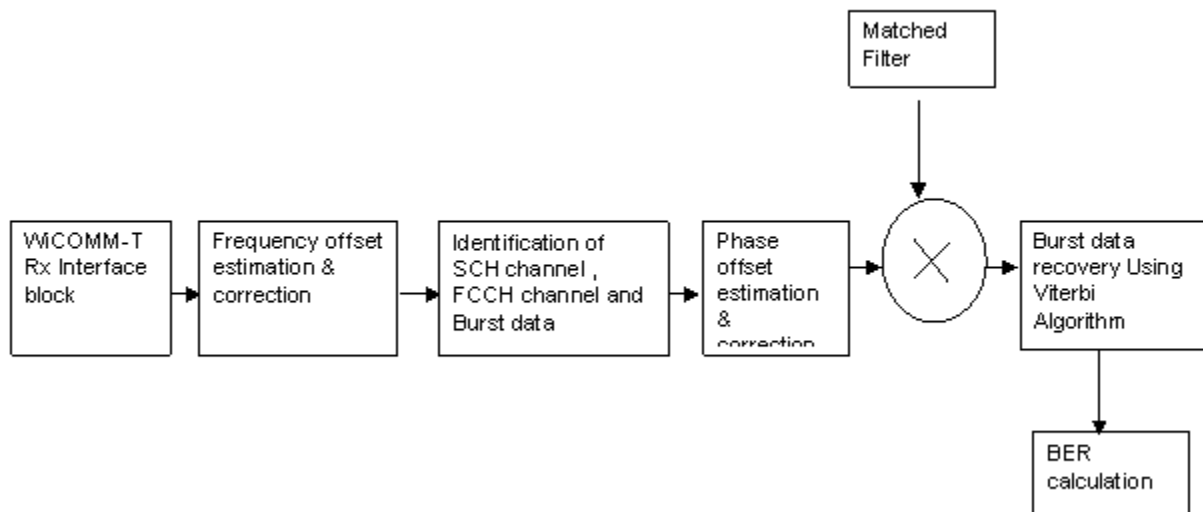 Matched
Filter
WiCOMM-T
Rx Interface
block
Frequency offset
estimation &
correction
Identification of
SCH channel ,
FCCH channel and
Burst data
Phase
offset
estimation
&
correction
Burst data
recovery Using
Viterbi
Algorithm
BER
calculation